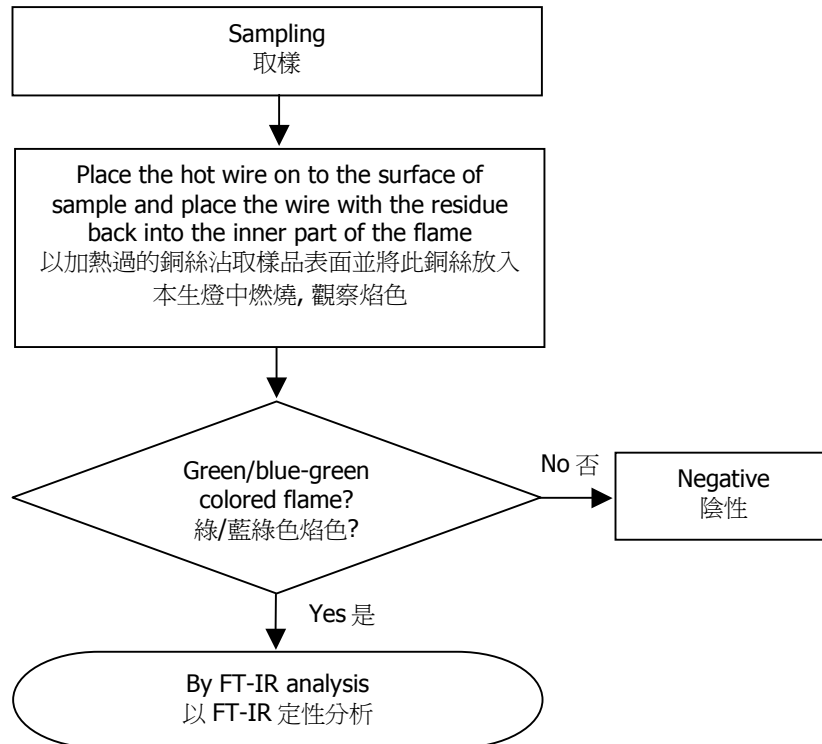 Sampling
取樣
Place the hot wire on to the surface of
sample and place the wire with the residue
back into the inner part of the flame
以加熱過的銅絲沾取樣品表面並將此銅絲放入
本生燈中燃燒, 觀察焰色
Green/blue-green
colored flame?
綠/藍綠色焰色?
No 否
Negative
陰性
Yes 是
By FT-IR analysis
以 FT-IR 定性分析